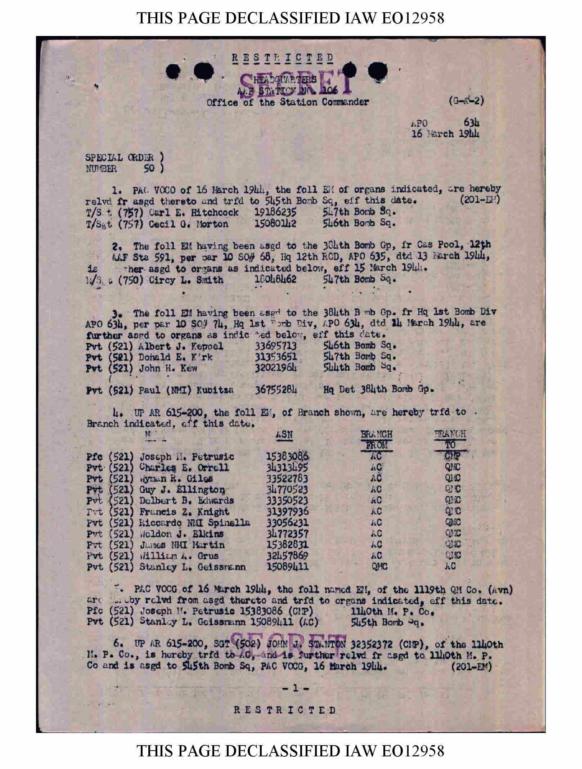 THIS PAGE DECLASSIFIED IAW EO12958
RESTRICTED
SECRET
HEADQUARTERS
AAF STATION NO. 106
Office of the Station Commander (G-A-2)
APO 634
16 March 1944
SPECIAL ORDER )
NUMBER 50 )
1. PAC VOCO of 16 March 1944, the foll EM of organs indicated, are hereby
relvd fr asgd thereto and trfd to 545th Bomb Sq, eff this date. (201-EM)
T/Sgt (757) Carl E. Hitchcock 19186235 547th Bomb Sq.
T/Sgt (757) Cecil G. Morton 15080142 546th Bomb Sq.
2. The foll EM having been asgd to the 384th Bomb Gp, fr Cas Pool, 12th
AAF Sta 591, per par 10 SO# 68, Hq 12th RCD, APO 635, dtd 13 March 1944,
is asgd to organs as indicated below, eff 15 March 1944.
(750) Circy L. Smith 18048462 547th Bomb Sq.
3. The foll EM having been asgd to the 384th Bomb Gp. fr Hq 1st Bomb Div
APO 634, per par 10 SO# 74, Hq 1st Bomb Div, APO 634, dtd 14 March 1944, are
further asgd to organs as indicated below, eff this date.
Pvt (521) Albert J. Keppel 33695713 546th Bomb Sq.
Pvt (521) Donald E. Kirk 31353651 547th Bomb Sq.
Pvt (521) John H. Kew 32021964 544th Bomb Sq.
Pvt (521) Paul (NMI) Kubitza 36755284 Hq Det 384th Bomb Gp.
4. UP AR 615-200, the foll EM, of Branch shown, are hereby trfd to
Branch indicated, eff this date.
ASN BRANCH BRANCH
FROM TO
Pfc (521) Joseph M. Petrusic 15383086 AC CMP
Pvt (521) Charles E. Orrell 34313495 AC QMC
Pvt (521) Hyman R. Giles 33522783 AC QMC
Pvt (521) Guy J. Ellington 34770523 AC QMC
Pvt (521) Delbert B. Edwards 33350523 AC QMC
Pvt (521) Francis Z. Knight 31397936 AC QMC
Pvt (521) Riccardo NMI Spinella 33056231 AC QMC
Pvt (521) Weldon J. Elkins 34772357 AC QMC
Pvt (521) James NMI Martin 15382831 AC QMC
Pvt (521) William A. Grus 32457869 AC QMC
Pvt (521) Stanley L. Geissmann 15089411 QMC AC
5. PAC VOCG of 16 March 1944, the foll named EM, of the 1119th QM Co. (Avn)
are relvd from asgd thereto and trfd to organs indicated, eff this date.
Pfc (521) Joseph M. Petrusic 15383086 (CMP) 1140th M. P. Co.
Pvt (521) Stanley L. Geissmann 15089411 (AC) 545th Bomb Sq.
SECRET
6. UP AR 615-200, SGT (502) JOHN J. STANTON 32352372 (CMP), of the 1140th
M. P. Co., is hereby trfd to AC, and is further relvd fr asgd to 1140th M. P.
Co and is asgd to 545th Bomb Sq, PAC VOCG, 16 March 1944. (201-EM)
- 1 -
RESTRICTED
THIS PAGE DECLASSIFIED IAW EO12958